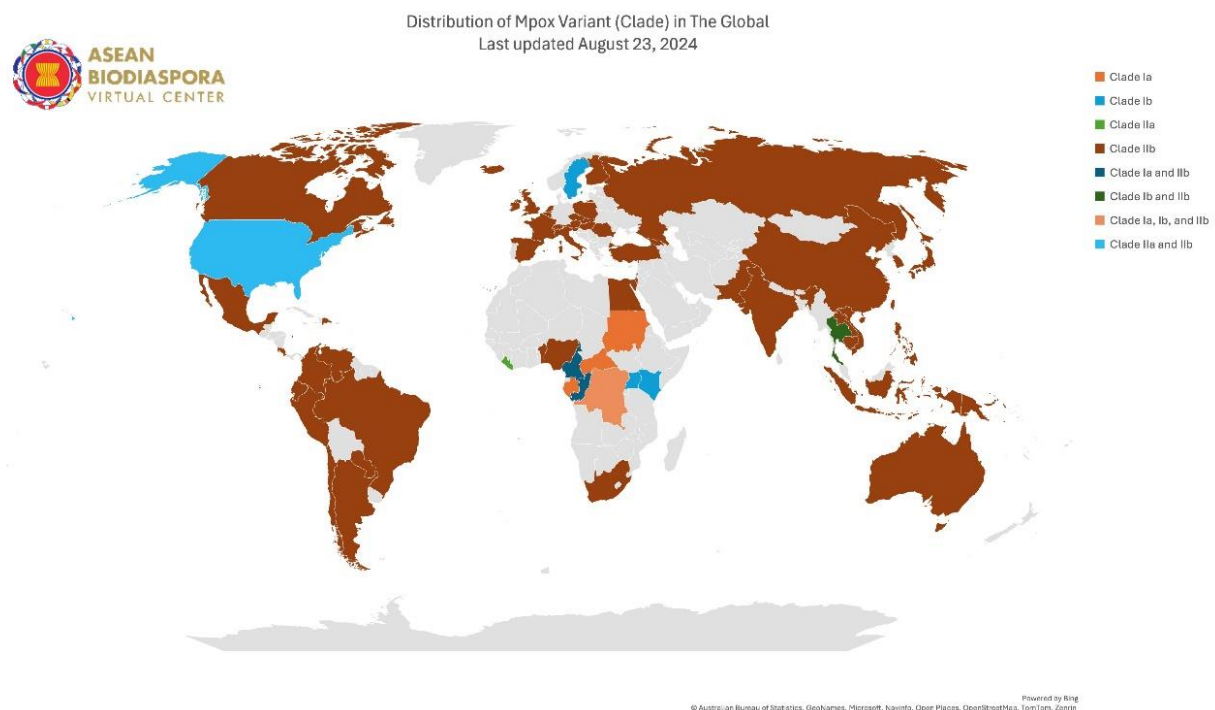 Distribution of Mpox Variant (Clade) in The Global
Last updated August 23, 2024
ASEAN
BIODIASPORA
VIRTUAL CENTER
Clade Ia
Clade Ib
Clade IIa
Clade IIb
Clade Ia and IIb
Clade Ib and IIb
Clade Ia, Ib, and IIb
Clade IIa and IIb
Powered by Bing
© Australian Bureau of Statistics, GeoNames, Microsoft, Navinfo, Open Places, OpenStreetMap, TomTom, Zenrin